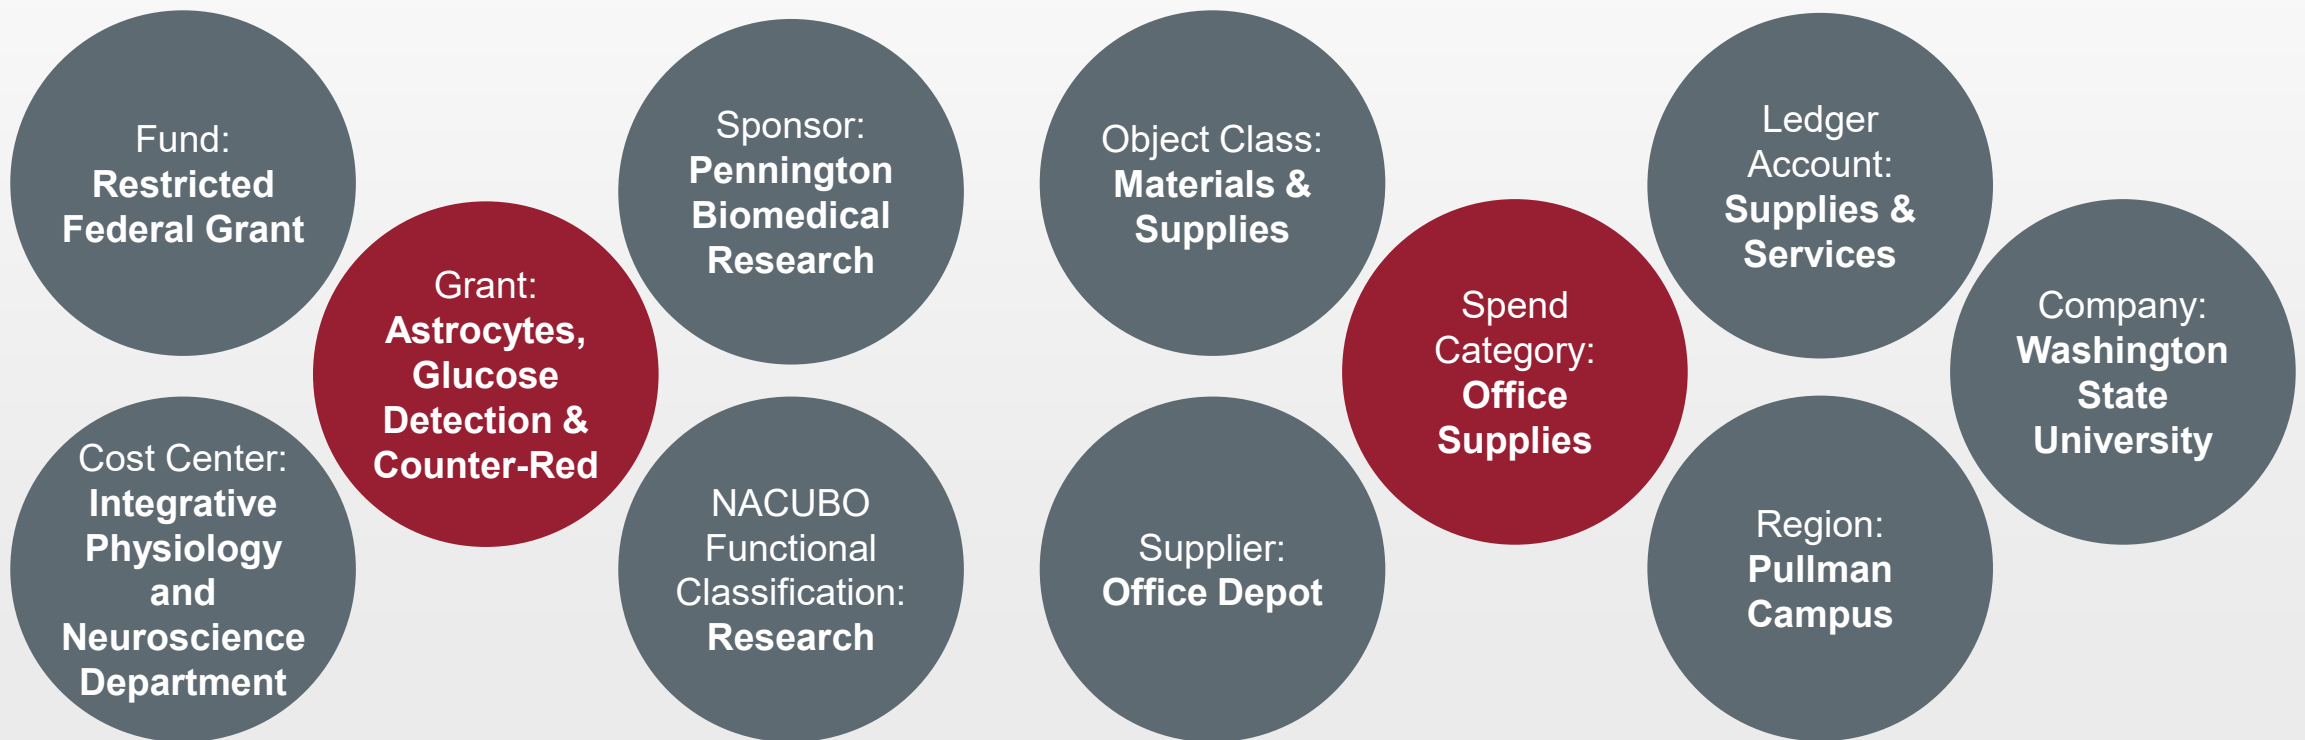 Fund:
Restricted
Federal Grant
Cost Center:
Integrative
Physiology
and
Neuroscience
Department
Grant:
Astrocytes,
Glucose
Detection &
Counter-Red
Sponsor:
Pennington
Biomedical
Research
NACUBO
Functional
Classification:
Research
Object Class:
Materials &
Supplies
Supplier:
Office Depot
Spend
Category:
Office
Supplies
Ledger
Account:
Supplies &
Services
Region:
Pullman
Campus
Company:
Washington
State
University